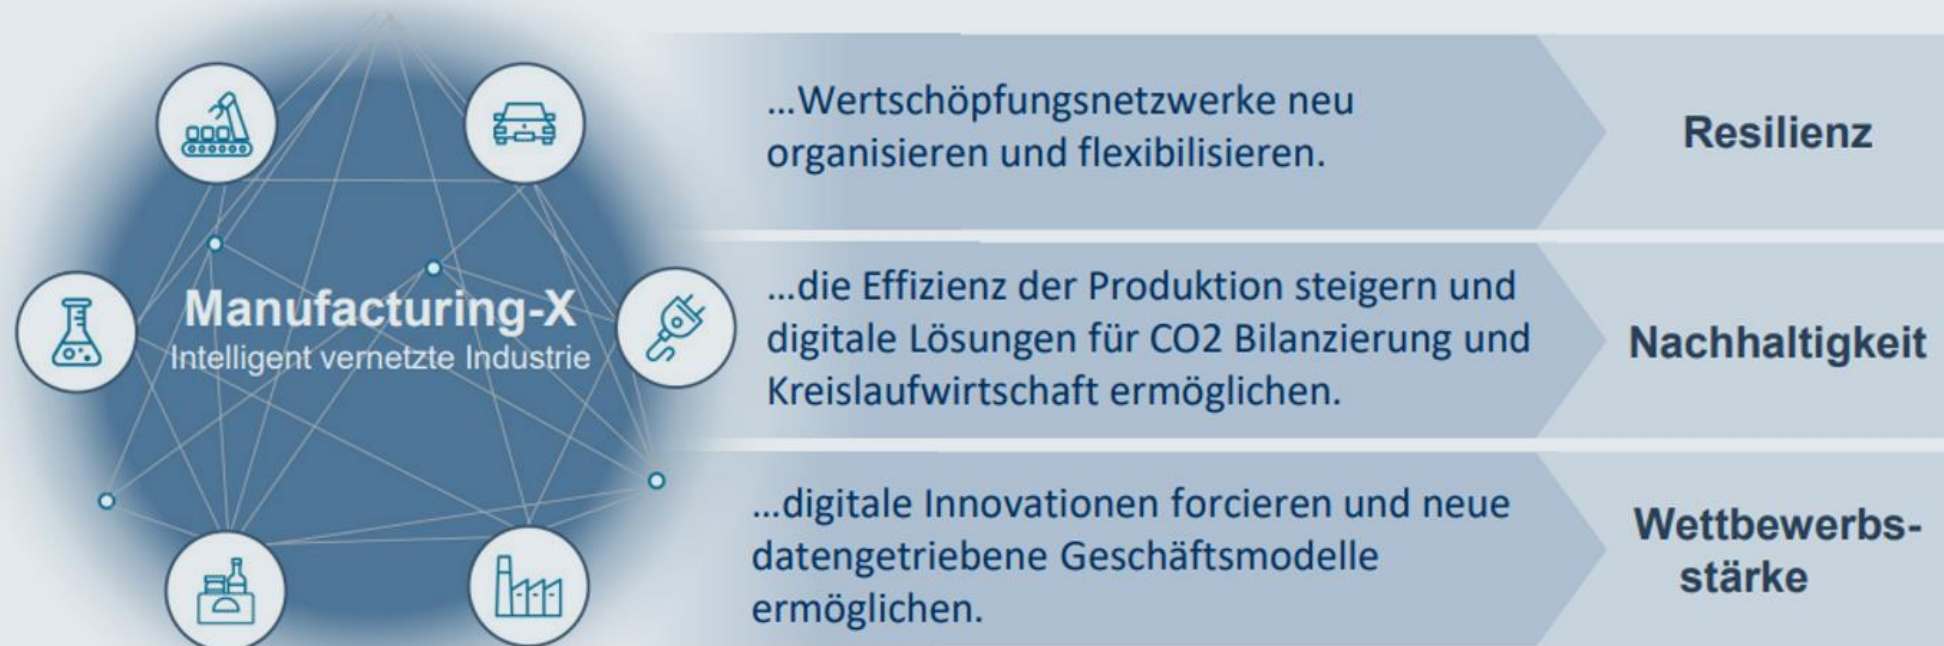 Manufacturing-X
Intelligent vernetzte Industrie
...Wertschöpfungsnetzwerke neu
organisieren und flexibilisieren.
Resilienz
...die Effizienz der Produktion steigern und
digitale Lösungen für CO2 Bilanzierung und
Kreislaufwirtschaft ermöglichen.
Nachhaltigkeit
...digitale Innovationen forcieren und neue
datengetriebene Geschäftsmodelle
ermöglichen.
Wettbewerbs-
stärke